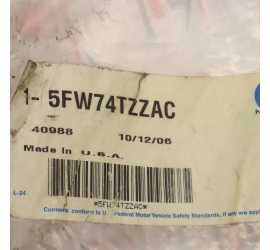 1- 5FW74TZZAC
40988 10/12/06
Made in U.S.A.
L-24
*5FW74TZZAC*
Contents conform to U.S. Federal Motor Vehicle Safety Standards, if applic